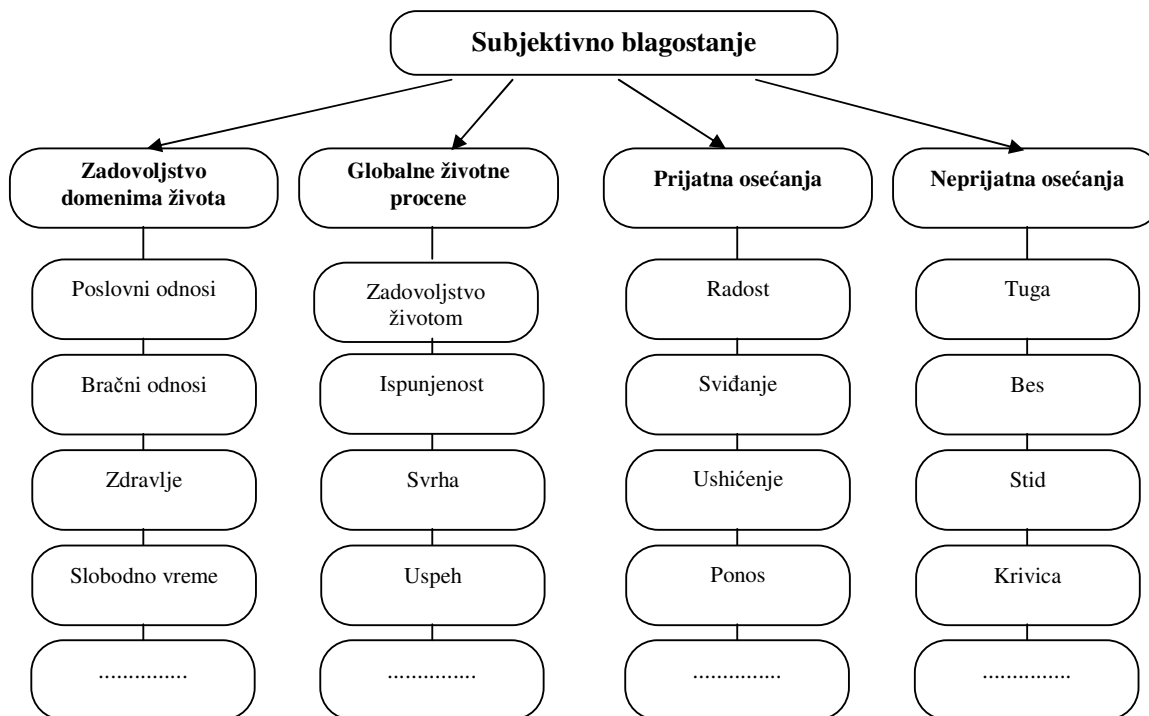 Subjektivno blagostanje
Zadovoljstvo
domenima života
Poslovni odnosi
Bračni odnosi
Zdravlje
Slobodno vreme
...............
Globalne životne
procene
Zadovoljstvo
životom
Ispunjenost
Svrha
Uspeh
...............
Prijatna osećanja
Radost
Sviđanje
Ushićenje
Ponos
...............
Neprijatna osećanja
Tuga
Bes
Stid
Krivica
...............